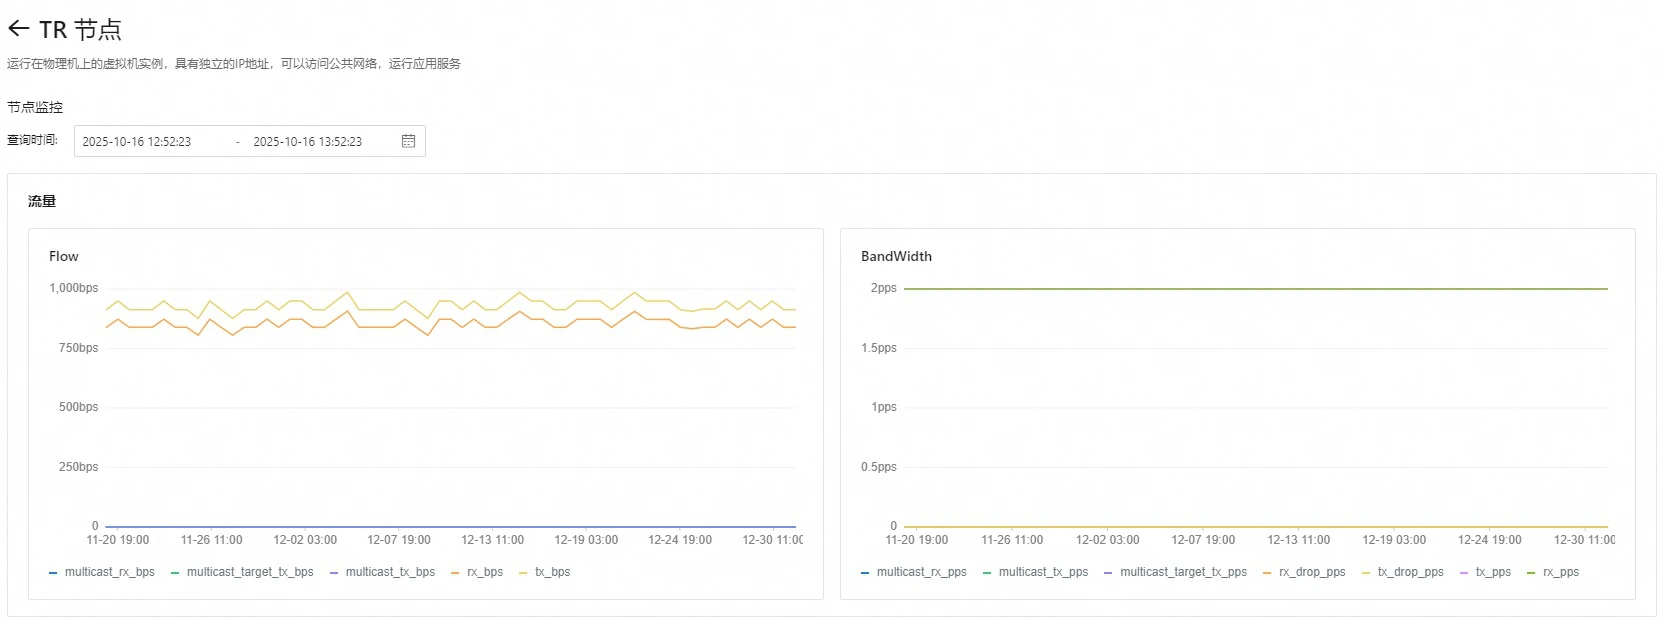 TR 节点
运行在物理机上的虚拟机实例，具有独立的IP地址，可以访问公共网络，运行应用服务
节点监控
查询时间: 2025-10-16 12:52:23 - 2025-10-16 13:52:23
流量
Flow
1,000bps
750bps
500bps
250bps
0
11-20 19:00 11-26 11:00 12-02 03:00 12-07 19:00 12-13 11:00 12-19 03:00 12-24 19:00 12-30 11:00
multicast_rx_bps multicast_target_tx_bps multicast_tx_bps rx_bps tx_bps
BandWidth
2pps
1.5pps
1pps
0.5pps
0
11-20 19:00 11-26 11:00 12-02 03:00 12-07 19:00 12-13 11:00 12-19 03:00 12-24 19:00 12-30 11:00
multicast_rx_pps multicast_tx_pps multicast_target_tx_pps rx_drop_pps tx_drop_pps tx_pps rx_pps